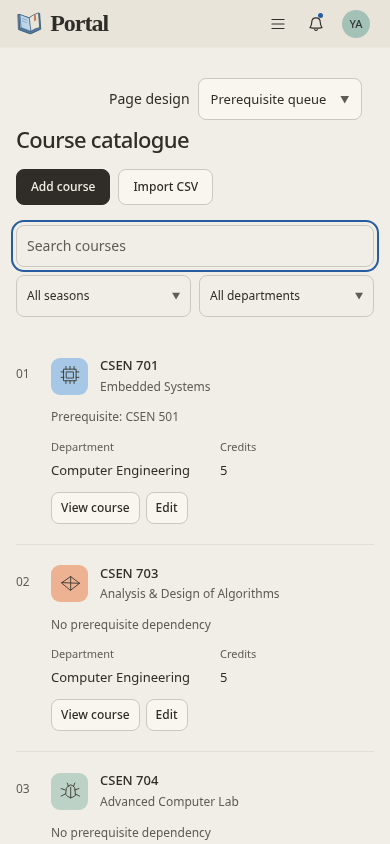 Portal
YA
Page design
Prerequisite queue
Course catalogue
Add course
Import CSV
Search courses
All seasons
All departments
01
CSEN 701
Embedded Systems
Prerequisite: CSEN 501
Department
Credits
Computer Engineering
5
View course
Edit
02
CSEN 703
Analysis & Design of Algorithms
No prerequisite dependency
Department
Credits
Computer Engineering
5
View course
Edit
03
CSEN 704
Advanced Computer Lab
No prerequisite dependency